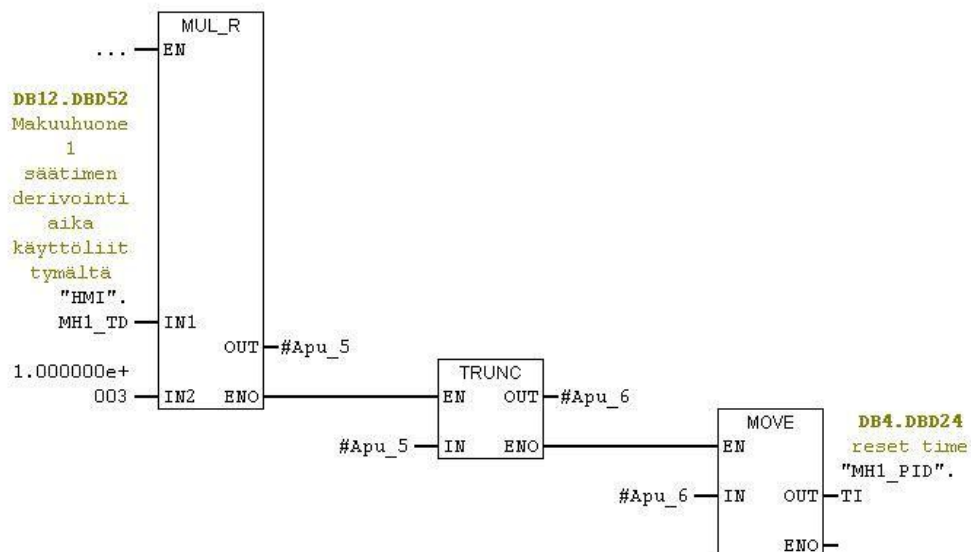 MUL_R
... EN
DB12.DBD52
Makuuhuone
1
säätimen
derivointi
aika
käyttöliit
tymältä
"HMI".
MH1_TD IN1
OUT #Apu_5
1.000000e+
003 IN2 ENO
TRUNC
EN OUT #Apu_6
#Apu_5 IN ENO
MOVE
EN
DB4.DBD24
reset time
"MH1_PID".
#Apu_6 IN OUT TI
ENO